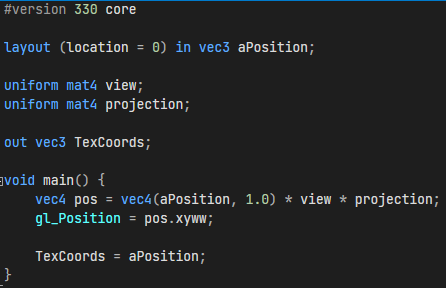 #version 330 core
layout (location = 0) in vec3 aPosition;
uniform mat4 view;
uniform mat4 projection;
out vec3 TexCoords;
void main() {
vec4 pos = vec4(aPosition, 1.0) * view * projection;
gl_Position = pos.xyww;
TexCoords = aPosition;
}